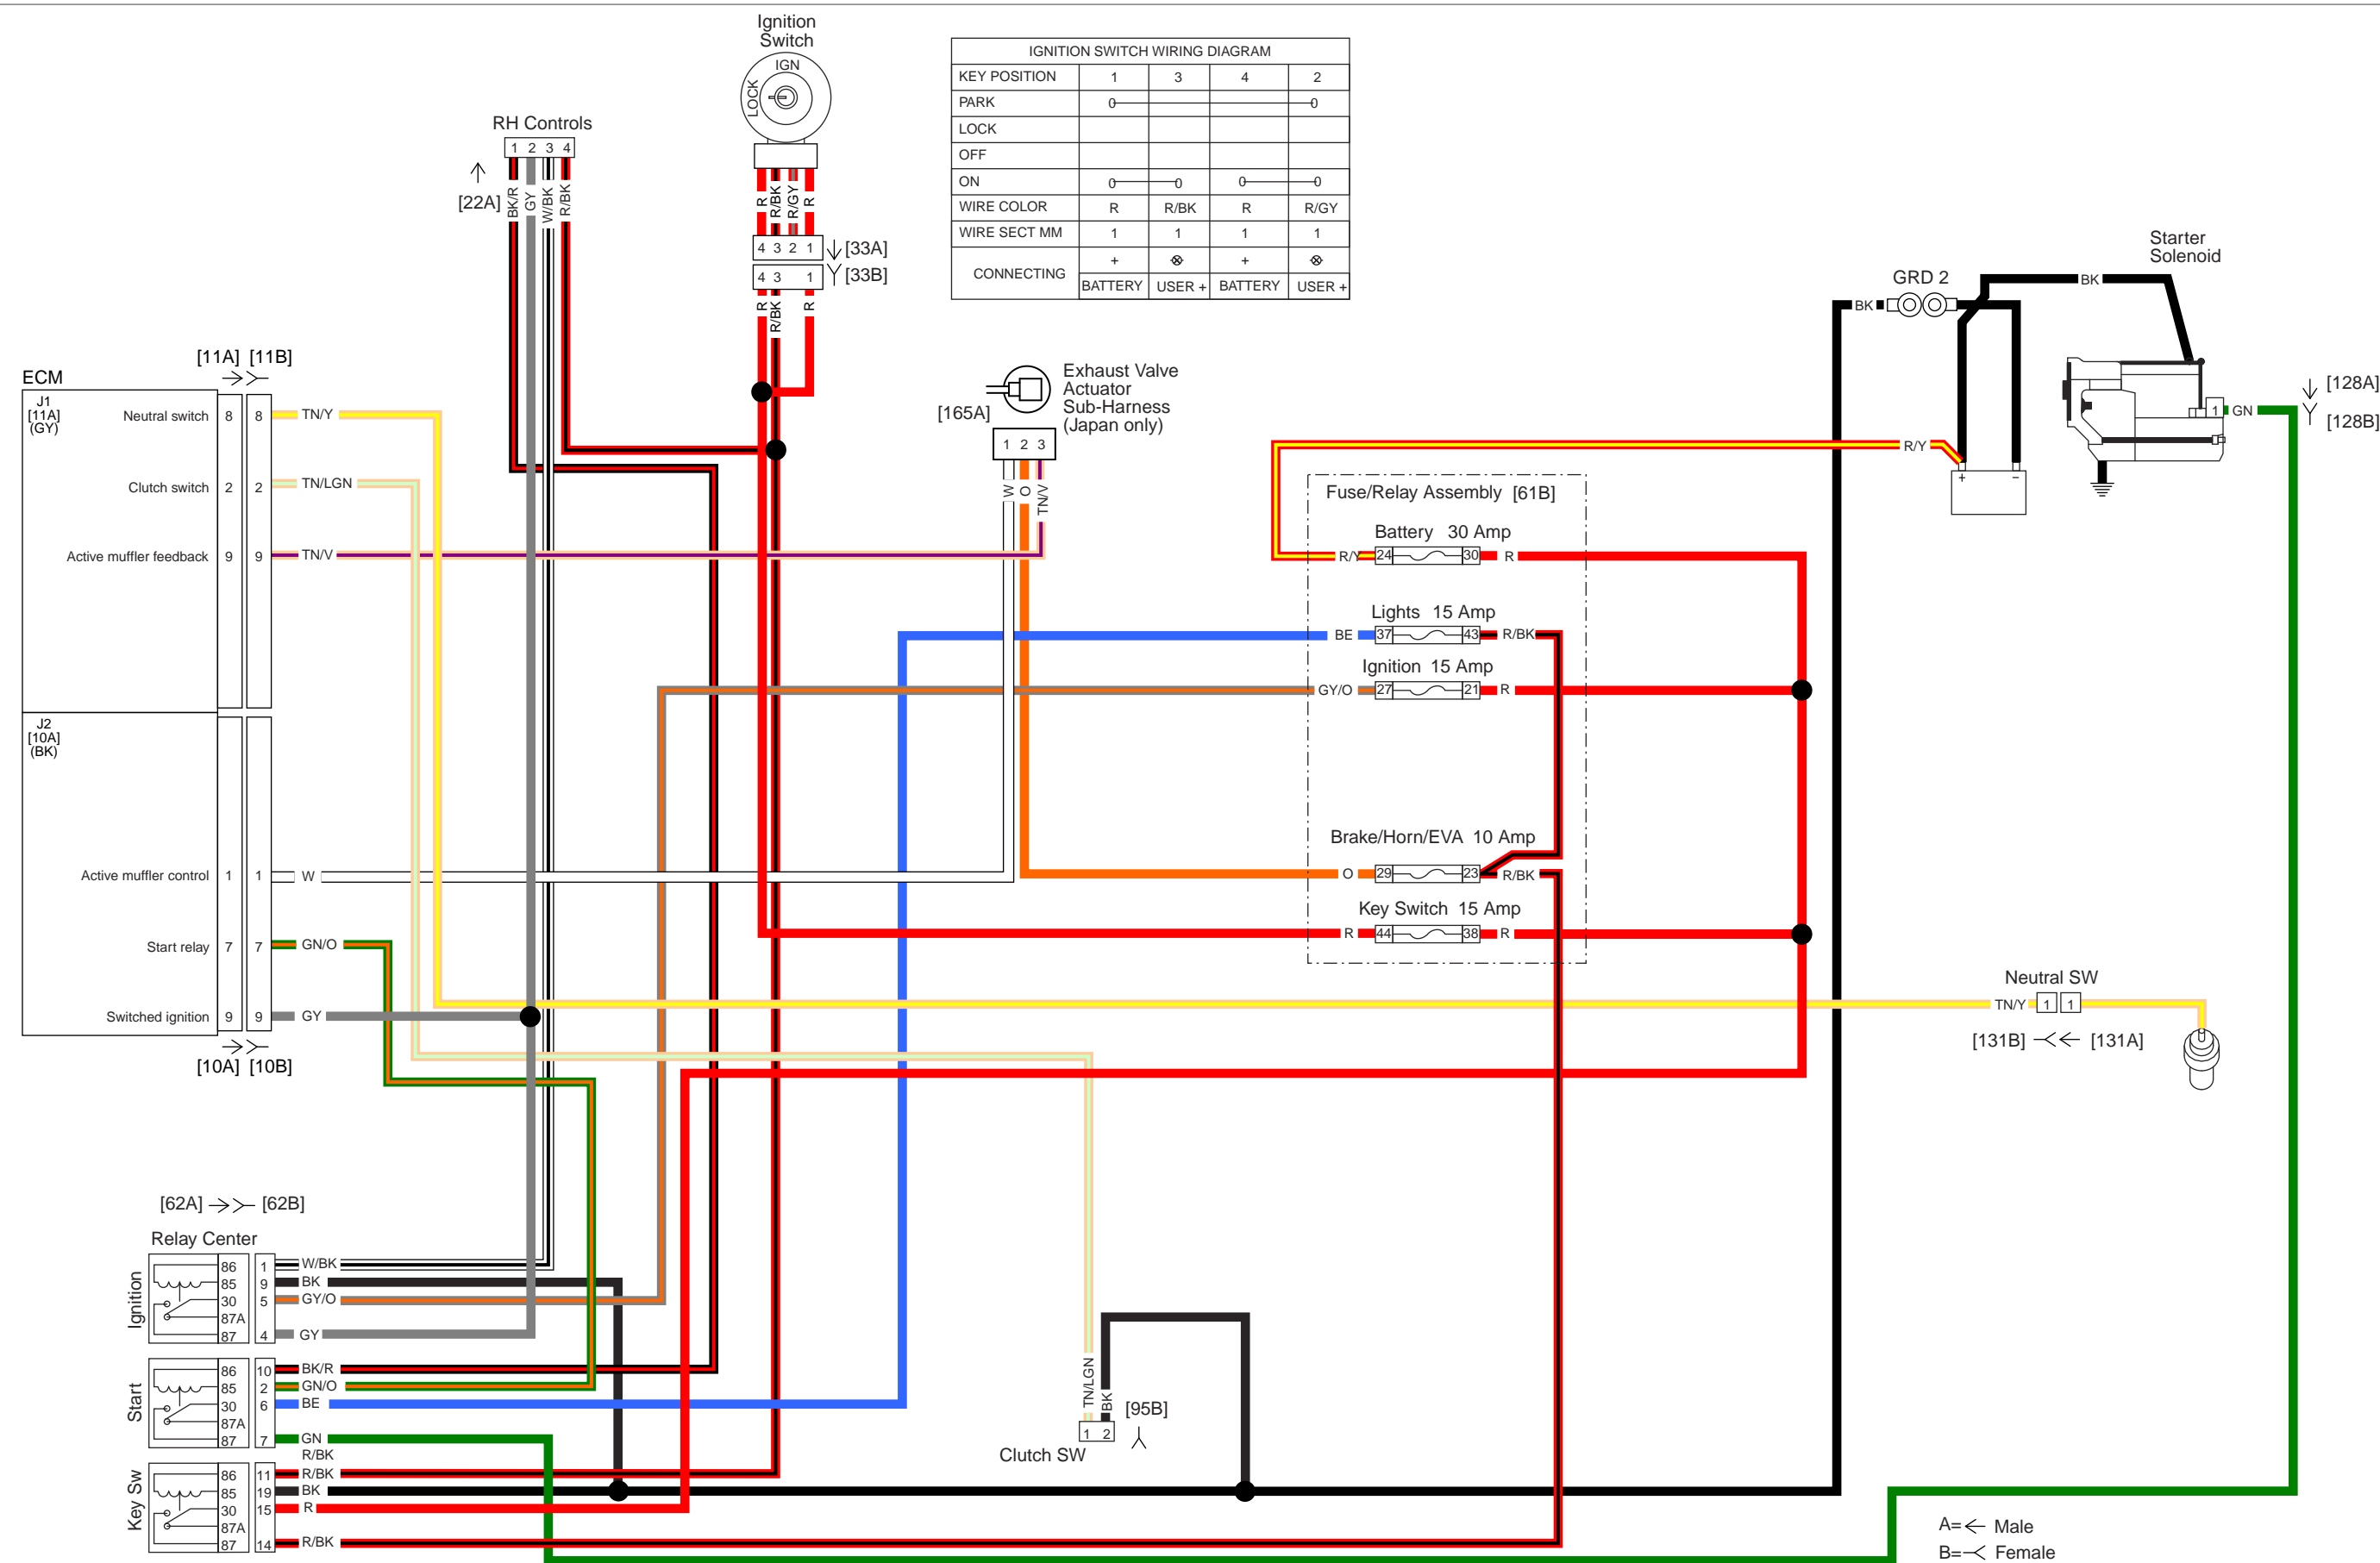 Ignition
Switch
IGN
LOCK
R
R/BK
R/GY
R
4 3 2 1
[33A]
4 3 1
[33B]
R
R/BK
R
IGNITION SWITCH WIRING DIAGRAM
KEY POSITION 1 3 4 2
PARK 0 0
LOCK
OFF
ON 0 0 0 0
WIRE COLOR R R/BK R R/GY
WIRE SECT MM 1 1 1 1
CONNECTING + ⊗ + ⊗
BATTERY USER + BATTERY USER +
RH Controls
1 2 3 4
[22A]
BK/R
GY
W/BK
R/BK
Starter
Solenoid
GRD 2
BK
BK
+ −
R/Y
1 GN
[128A]
[128B]
[11A] [11B]
ECM
J1
[11A]
(GY)
Neutral switch 8 8 TN/Y
Clutch switch 2 2 TN/LGN
Active muffler feedback 9 9 TN/V
J2
[10A]
(BK)
Active muffler control 1 1 W
Start relay 7 7 GN/O
Switched ignition 9 9 GY
[10A] [10B]
Exhaust Valve
Actuator
Sub-Harness
(Japan only)
[165A]
1 2 3
W
O
TN/V
Fuse/Relay Assembly [61B]
Battery 30 Amp
R/Y 24 30 R
Lights 15 Amp
BE 37 43 R/BK
Ignition 15 Amp
GY/O 27 21 R
Brake/Horn/EVA 10 Amp
O 29 23 R/BK
Key Switch 15 Amp
R 44 38 R
Neutral SW
TN/Y 1 1
[131B] [131A]
[62A] [62B]
Relay Center
Ignition
86 1 W/BK
85 9 BK
30 5 GY/O
87A
87 4 GY
Start
86 10 BK/R
85 2 GN/O
30 6 BE
87A
87 7 GN
R/BK
Key Sw
86 11 R/BK
85 19 BK
30 15 R
87A
87 14 R/BK
TN/LGN
BK
[95B]
1 2
Clutch SW
A= Male
B= Female